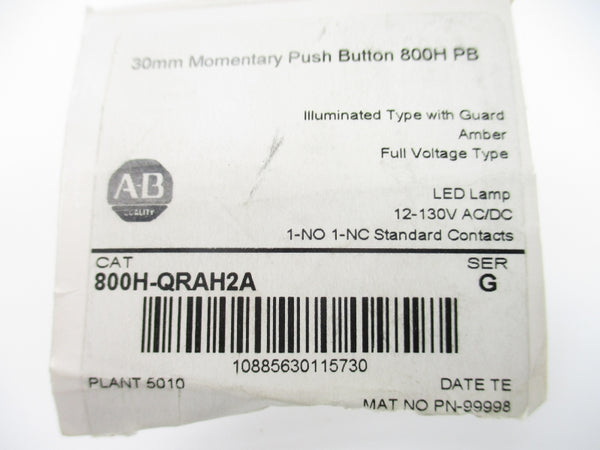 30mm Momentary Push Button 800H PB
Illuminated Type with Guard
Amber
Full Voltage Type
A-B
QUALITY
LED Lamp
12-130V AC/DC
1-NO 1-NC Standard Contacts
CAT
SER
800H-QRAH2A
G
10885630115730
PLANT 5010
DATE TE
MAT NO PN-99998